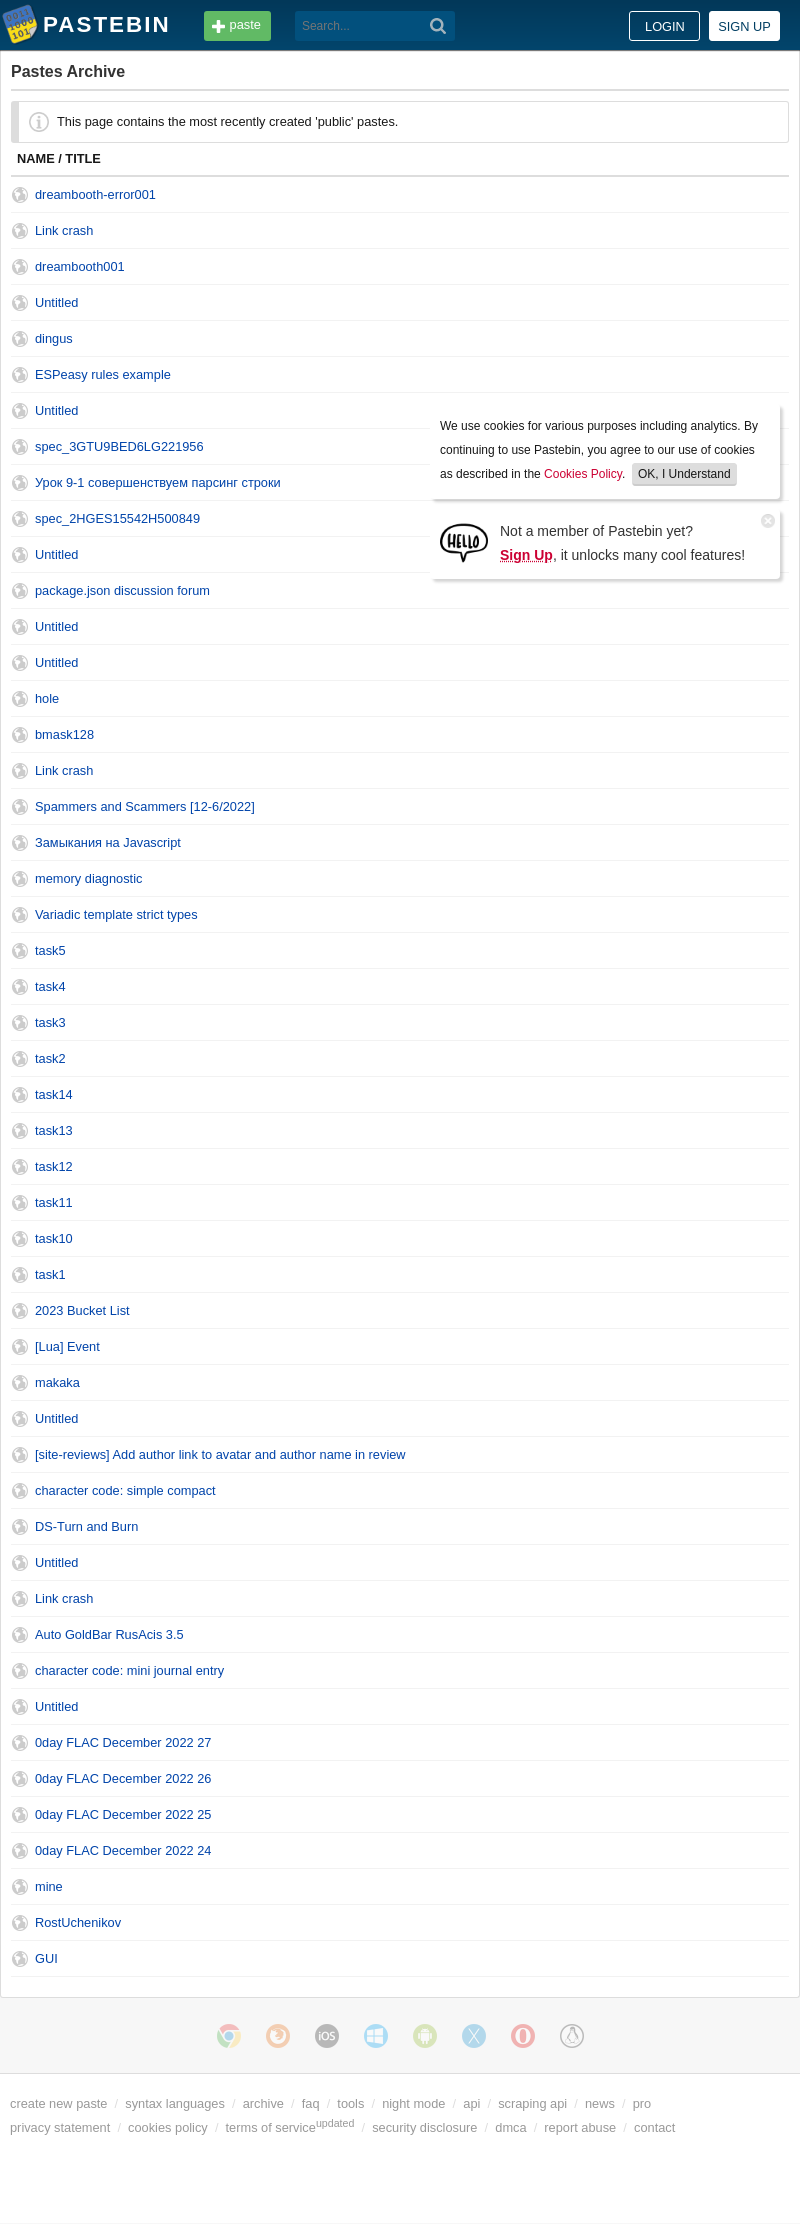 PASTEBIN
paste
Search...
LOGIN
SIGN UP
Pastes Archive
This page contains the most recently created 'public' pastes.
NAME / TITLE
dreambooth-error001
Link crash
dreambooth001
Untitled
dingus
ESPeasy rules example
Untitled
spec_3GTU9BED6LG221956
Урок 9-1 совершенствуем парсинг строки
spec_2HGES15542H500849
Untitled
package.json discussion forum
We use cookies for various purposes including analytics. By
continuing to use Pastebin, you agree to our use of cookies
as described in the Cookies Policy. OK, I Understand
HELLO
Not a member of Pastebin yet?
Sign Up, it unlocks many cool features!
Untitled
Untitled
hole
bmask128
Link crash
Spammers and Scammers [12-6/2022]
Замыкания на Javascript
memory diagnostic
Variadic template strict types
task5
task4
task3
task2
task14
task13
task12
task11
task10
task1
2023 Bucket List
[Lua] Event
makaka
Untitled
[site-reviews] Add author link to avatar and author name in review
character code: simple compact
DS-Turn and Burn
Untitled
Link crash
Auto GoldBar RusAcis 3.5
character code: mini journal entry
Untitled
0day FLAC December 2022 27
0day FLAC December 2022 26
0day FLAC December 2022 25
0day FLAC December 2022 24
mine
RostUchenikov
GUI
iOS
create new paste / syntax languages / archive / faq / tools / night mode / api / scraping api / news / pro
privacy statement / cookies policy / terms of service updated / security disclosure / dmca / report abuse / contact